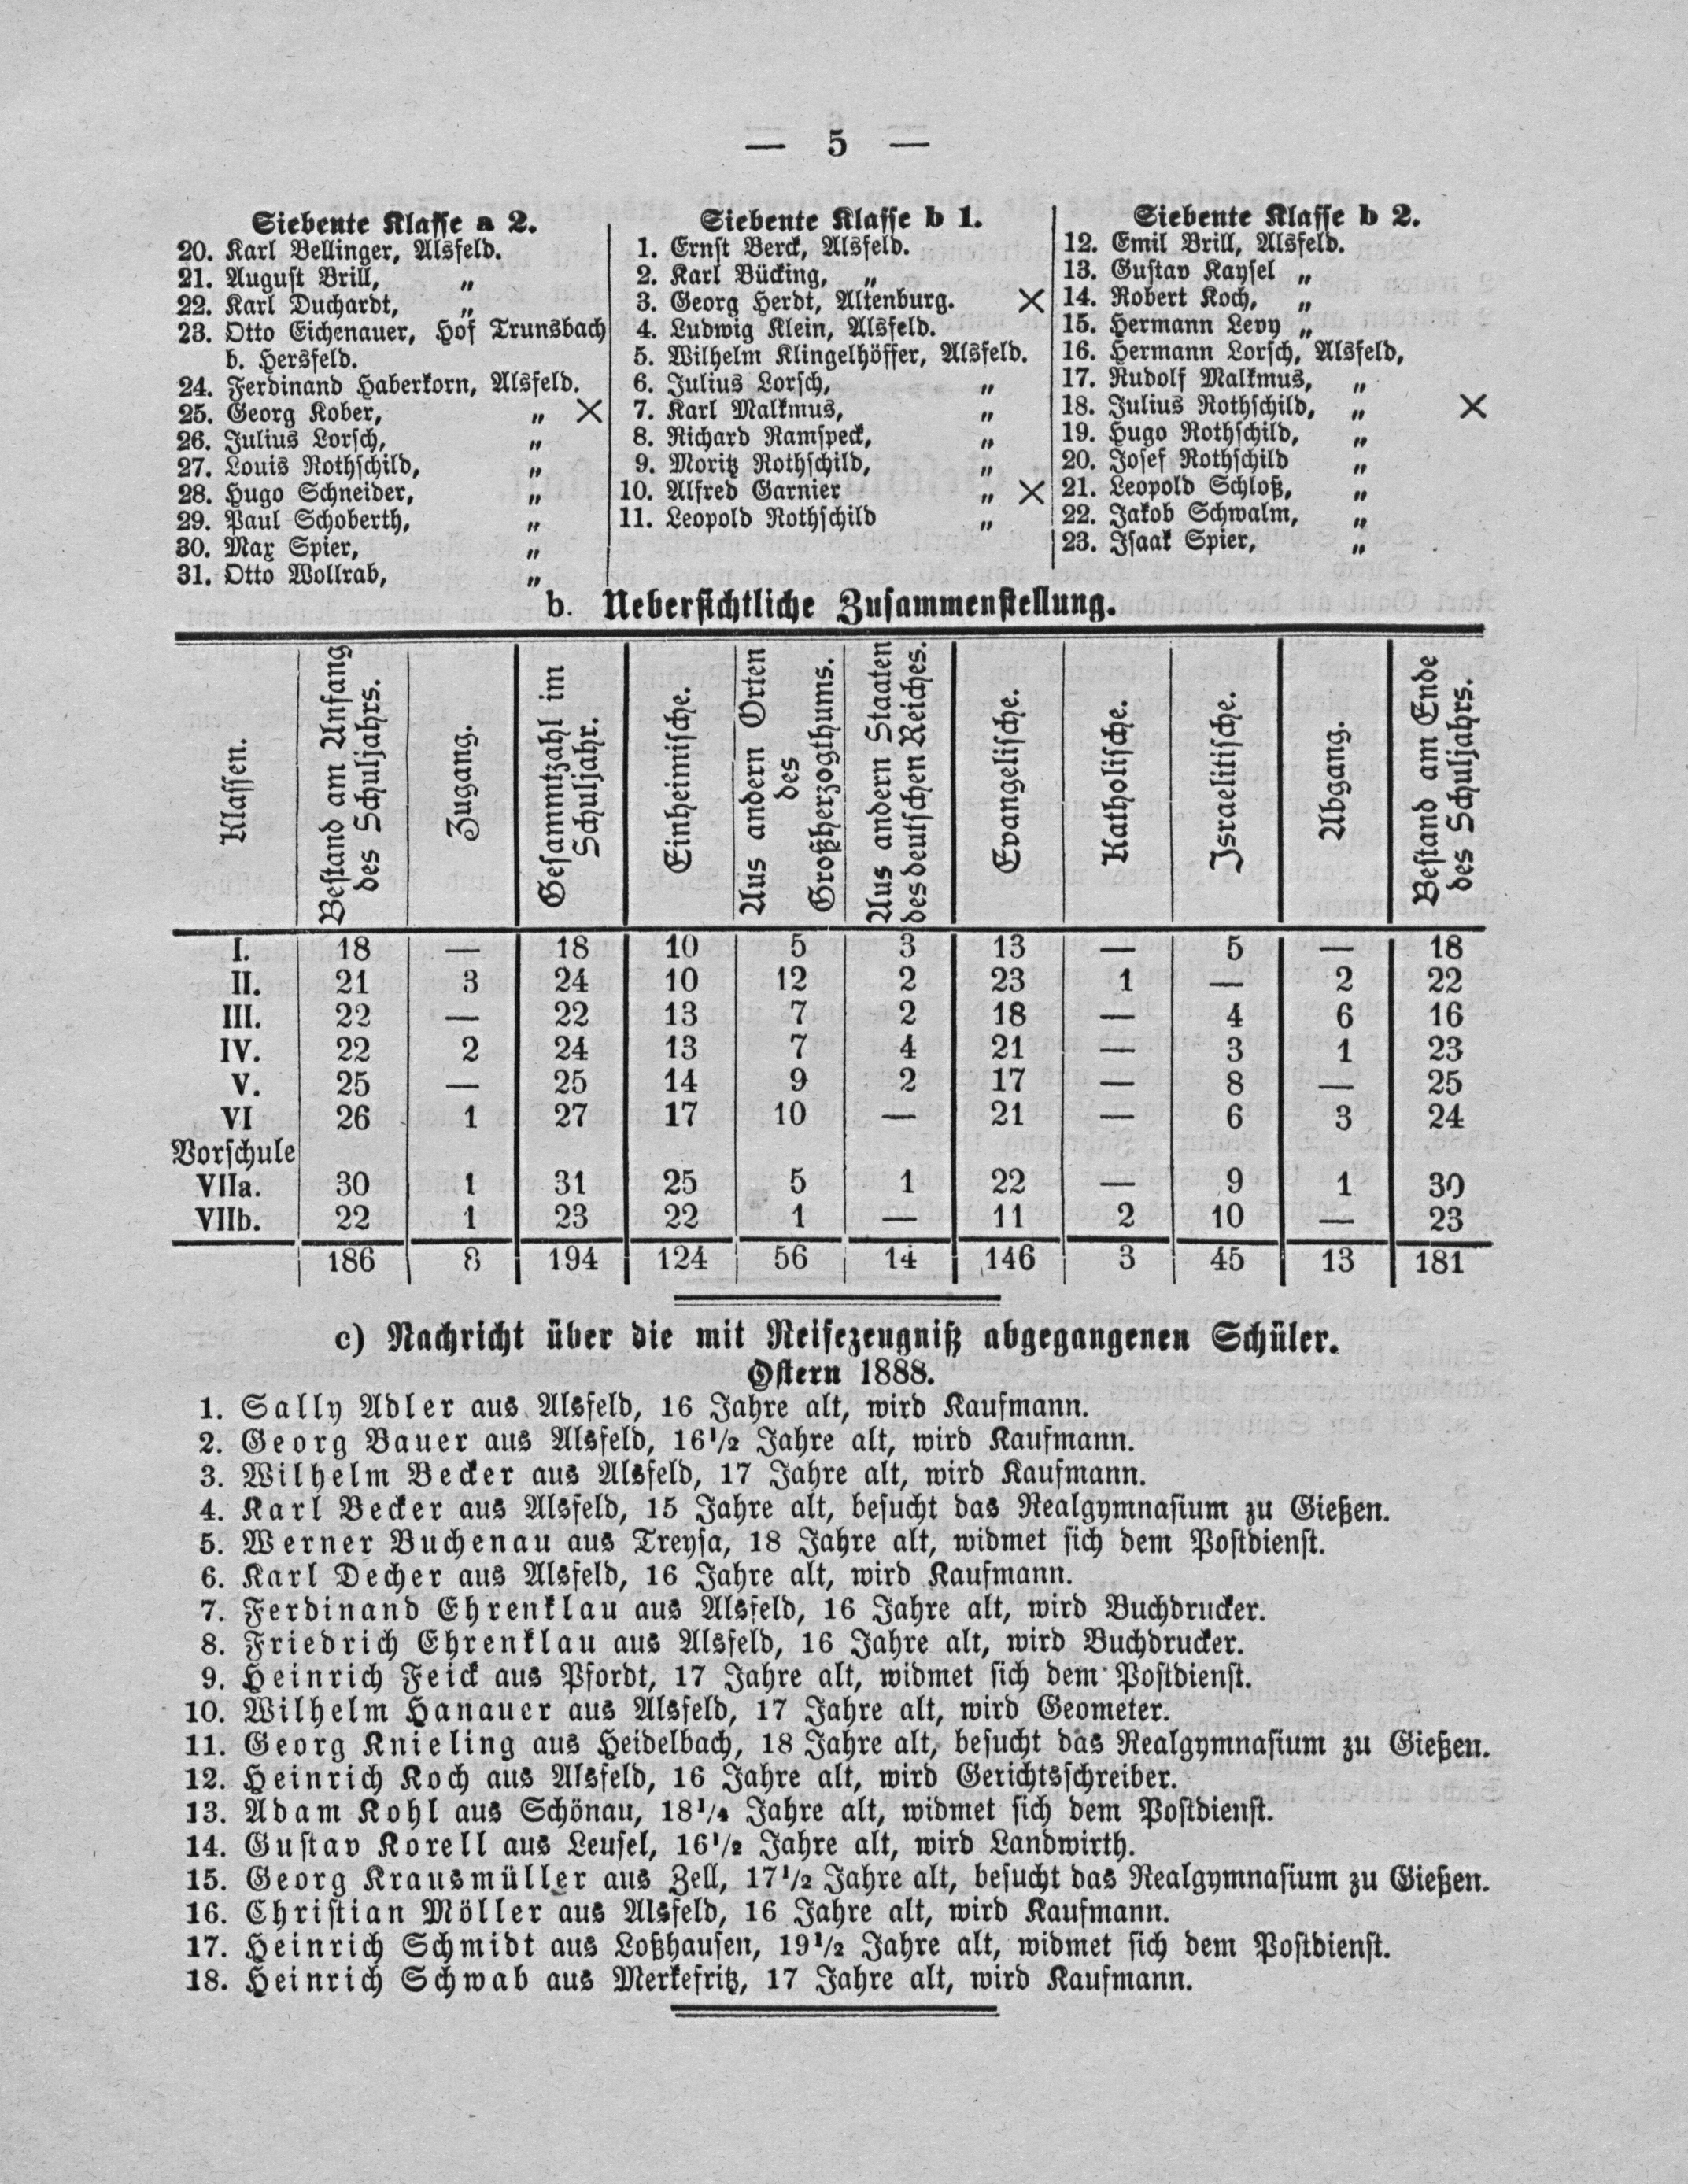 — 5 —
Siebente Klasse a 2.
20. Karl Bellinger, Alsfeld.
21. August Brill, „
22. Karl Duchardt, „
23. Otto Eichenauer, Hof Trunsbach
b. Hersfeld.
24. Ferdinand Haberkorn, Alsfeld.
25. Georg Kober, „ ×
26. Julius Lorsch, „
27. Louis Rothschild, „
28. Hugo Schneider, „
29. Paul Schoberth, „
30. Max Spier, „
31. Otto Wollrab, „
Siebente Klasse b 1.
1. Ernst Berck, Alsfeld.
2. Karl Bücking, „
3. Georg Herdt, Altenburg. ×
4. Ludwig Klein, Alsfeld.
5. Wilhelm Klingelhöffer, Alsfeld.
6. Julius Lorsch, „
7. Karl Malkmus, „
8. Richard Ramspeck, „
9. Moritz Rothschild, „
10. Alfred Garnier „ ×
11. Leopold Rothschild „
Siebente Klasse b 2.
12. Emil Brill, Alsfeld.
13. Gustav Kaysel „
14. Robert Koch, „
15. Hermann Levy „
16. Hermann Lorsch, Alsfeld,
17. Rudolf Malkmus, „
18. Julius Rothschild, „ ×
19. Hugo Rothschild, „
20. Josef Rothschild „
21. Leopold Schloß, „
22. Jakob Schwalm, „
23. Isaak Spier, „
b. Uebersichtliche Zusammenstellung.
Klassen.
Bestand am Anfang
des Schuljahrs.
Zugang.
Gesammtzahl im
Schuljahr.
Einheimische.
Aus andern Orten
des
Großherzogthums.
Aus andern Staaten
des deutschen Reiches.
Evangelische.
Katholische.
Israelitische.
Abgang.
Bestand am Ende
des Schuljahrs.
I. 18 — 18 10 5 3 13 — 5 — 18
II. 21 3 24 10 12 2 23 1 — 2 22
III. 22 — 22 13 7 2 18 — 4 6 16
IV. 22 2 24 13 7 4 21 — 3 1 23
V. 25 — 25 14 9 2 17 — 8 — 25
VI 26 1 27 17 10 — 21 — 6 3 24
Vorschule
VIIa. 30 1 31 25 5 1 22 — 9 1 30
VIIb. 22 1 23 22 1 — 11 2 10 — 23
186 8 194 124 56 14 146 3 45 13 181
c) Nachricht über die mit Reifezeugniß abgegangenen Schüler.
Ostern 1888.
1. Sally Adler aus Alsfeld, 16 Jahre alt, wird Kaufmann.
2. Georg Bauer aus Alsfeld, 16 1/2 Jahre alt, wird Kaufmann.
3. Wilhelm Becker aus Alsfeld, 17 Jahre alt, wird Kaufmann.
4. Karl Becker aus Alsfeld, 15 Jahre alt, besucht das Realgymnasium zu Gießen.
5. Werner Buchenau aus Treysa, 18 Jahre alt, widmet sich dem Postdienst.
6. Karl Decher aus Alsfeld, 16 Jahre alt, wird Kaufmann.
7. Ferdinand Ehrenklau aus Alsfeld, 16 Jahre alt, wird Buchdrucker.
8. Friedrich Ehrenklau aus Alsfeld, 16 Jahre alt, wird Buchdrucker.
9. Heinrich Feick aus Pfordt, 17 Jahre alt, widmet sich dem Postdienst.
10. Wilhelm Hanauer aus Alsfeld, 17 Jahre alt, wird Geometer.
11. Georg Knieling aus Heidelbach, 18 Jahre alt, besucht das Realgymnasium zu Gießen.
12. Heinrich Koch aus Alsfeld, 16 Jahre alt, wird Gerichtsschreiber.
13. Adam Kohl aus Schönau, 18 1/4 Jahre alt, widmet sich dem Postdienst.
14. Gustav Korell aus Leusel, 16 1/2 Jahre alt, wird Landwirth.
15. Georg Krausmüller aus Zell, 17 1/2 Jahre alt, besucht das Realgymnasium zu Gießen.
16. Christian Möller aus Alsfeld, 16 Jahre alt, wird Kaufmann.
17. Heinrich Schmidt aus Loßhausen, 19 1/2 Jahre alt, widmet sich dem Postdienst.
18. Heinrich Schwab aus Merkefritz, 17 Jahre alt, wird Kaufmann.